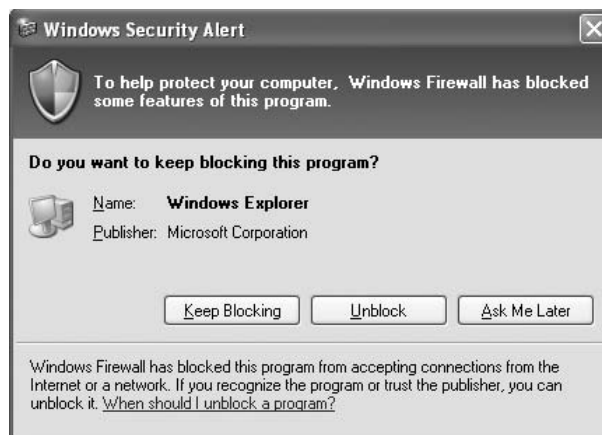 Windows Security Alert
To help protect your computer, Windows Firewall has blocked
some features of this program.
Do you want to keep blocking this program?
Name: Windows Explorer
Publisher: Microsoft Corporation
Keep Blocking Unblock Ask Me Later
Windows Firewall has blocked this program from accepting connections from the
Internet or a network. If you recognize the program or trust the publisher, you can
unblock it. When should I unblock a program?